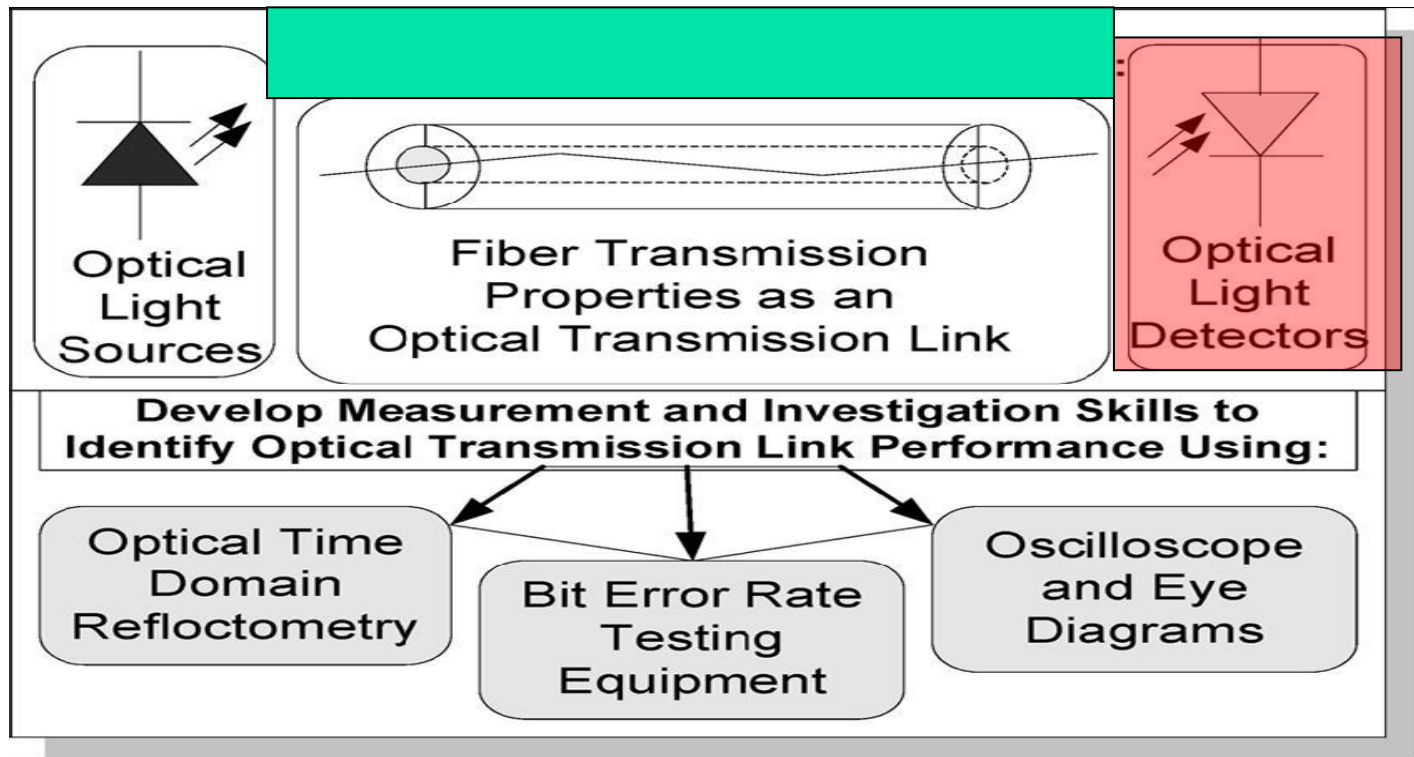 :
Optical
Light
Sources
Fiber Transmission
Properties as an
Optical Transmission Link
Optical
Light
Detectors
Develop Measurement and Investigation Skills to
Identify Optical Transmission Link Performance Using:
Optical Time
Domain
Refloctometry
Bit Error Rate
Testing
Equipment
Oscilloscope
and Eye
Diagrams